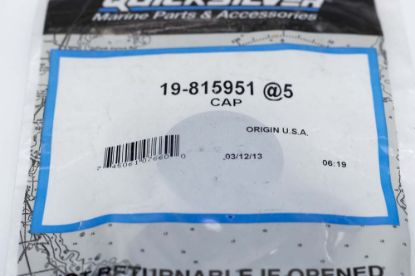 QUICKSILVER
Marine Parts & Accessories
19-815951 @5
CAP
ORIGIN U.S.A.
03/12/13 06:19
RETURNABLE IF OPENED